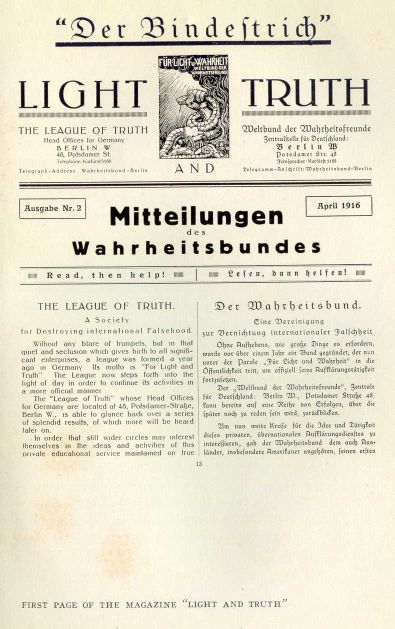 "Der Bindestrich"
FÜR LICHT u WAHRHEIT
WELTBUND DER
WAHRHEITSFREUNDE
LIGHT
TRUTH
THE LEAGUE OF TRUTH
Head Offices for Germany
BERLIN W
48, Potsdamer St.
Telephone: Kurfürst 5168
Telegraph-Address Wahrheitsbund-Berlin
AND
Weltbund der Wahrheitsfreunde
Zentralstelle für Deutschland:
Berlin W
Potsdamer Str. 48
Fernsprecher: Kurfürst 5168
Telegramm-Anschrift: Wahrheitsbund-Berlin
Ausgabe Nr. 2
April 1916
Mitteilungen
des
Wahrheitsbundes
Read, then help!
Lesen, dann helfen!
THE LEAGUE OF TRUTH.
A Society
for Destroying international Falsehood.
Without any blare of trumpets, but in that
quiet and seclusion which gives birth to all signifi-
cant enterprises, a league was formed a year
ago in Germany Its motto is "For Light and
Truth" The League now steps forth into the
light of day in order to continue its activities in
a more official manner
The "League of Truth" whose Head Offices
for Germany are located at 46, Potsdamer-Straße,
Berlin W., is able to glance back over a series
of splendid results, of which more will be heard
later on.
In order that still wider circles may interest
themselves in the ideas and activities of this
private educational service maintained on true
Der Wahrheitsbund.
Eine Vereinigung
zur Vernichtung internationaler Falschheit
Ohne Aufhebens, wie große Dinge es erfordern,
wurde vor über einem Jahr ein Bund gegründet, der nun
unter der Parole „Für Licht und Wahrheit" in die
Öffentlichkeit tritt, um offiziell seine Aufklärungstätigkeit
fortzusetzen.
Der „Weltbund der Wahrheitsfreunde", Zentrale
für Deutschland: Berlin W., Potsdamer Straße 48,
kann bereits auf eine Reihe von Erfolgen, über die
später noch zu reden sein wird, zurückblicken.
Um nun weite Kreise für die Idee und Tätigkeit
dieses privaten, übernationalen Aufklärungsdienstes zu
interessieren, gab der Wahrheitsbund dem auch Aus-
länder, insbesondere Amerikaner angehören, seinen ersten
13
FIRST PAGE OF THE MAGAZINE "LIGHT AND TRUTH"